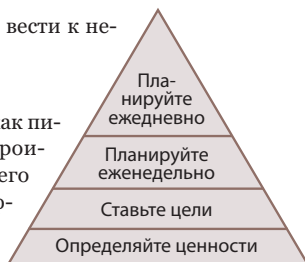 вести к не-
ак пи-
рои-
его
о-
Пла-
нируйте
ежедневно
Планируйте
еженедельно
Ставьте цели
Определяйте ценности